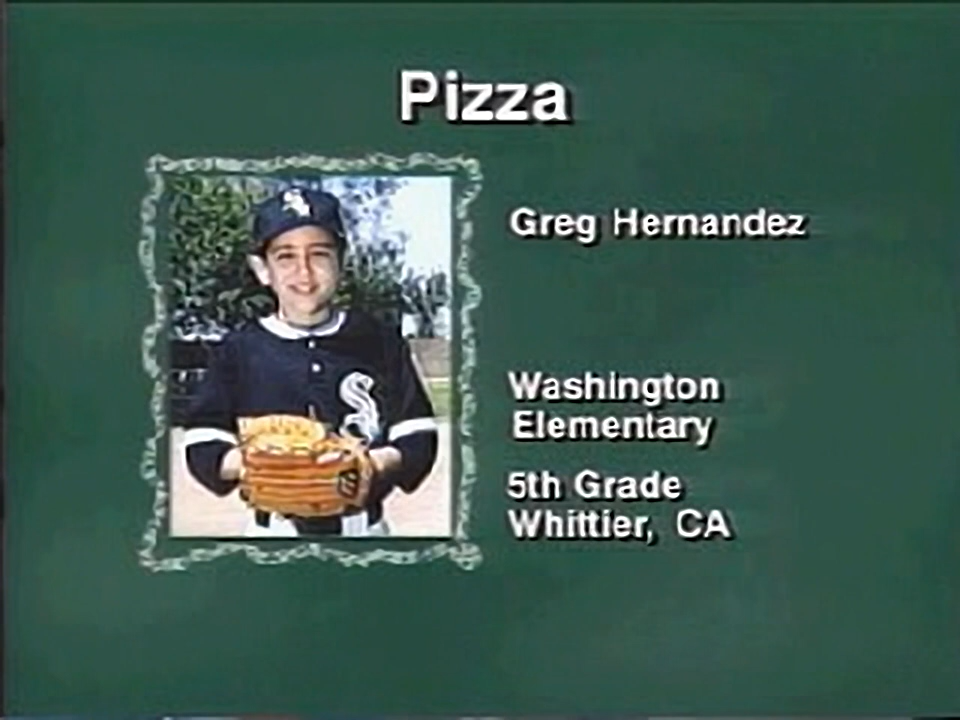 Pizza
Greg Hernandez
Washington
Elementary
5th Grade
Whittier, CA